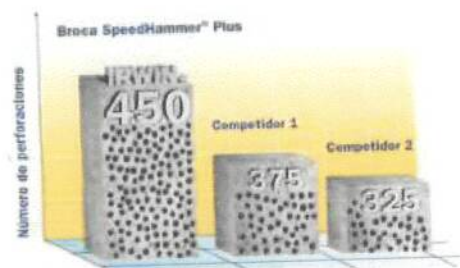 Broca SpeedHammer® Plus
Número de perforaciones
IRWIN.
450
Competidor 1
375
Competidor 2
325